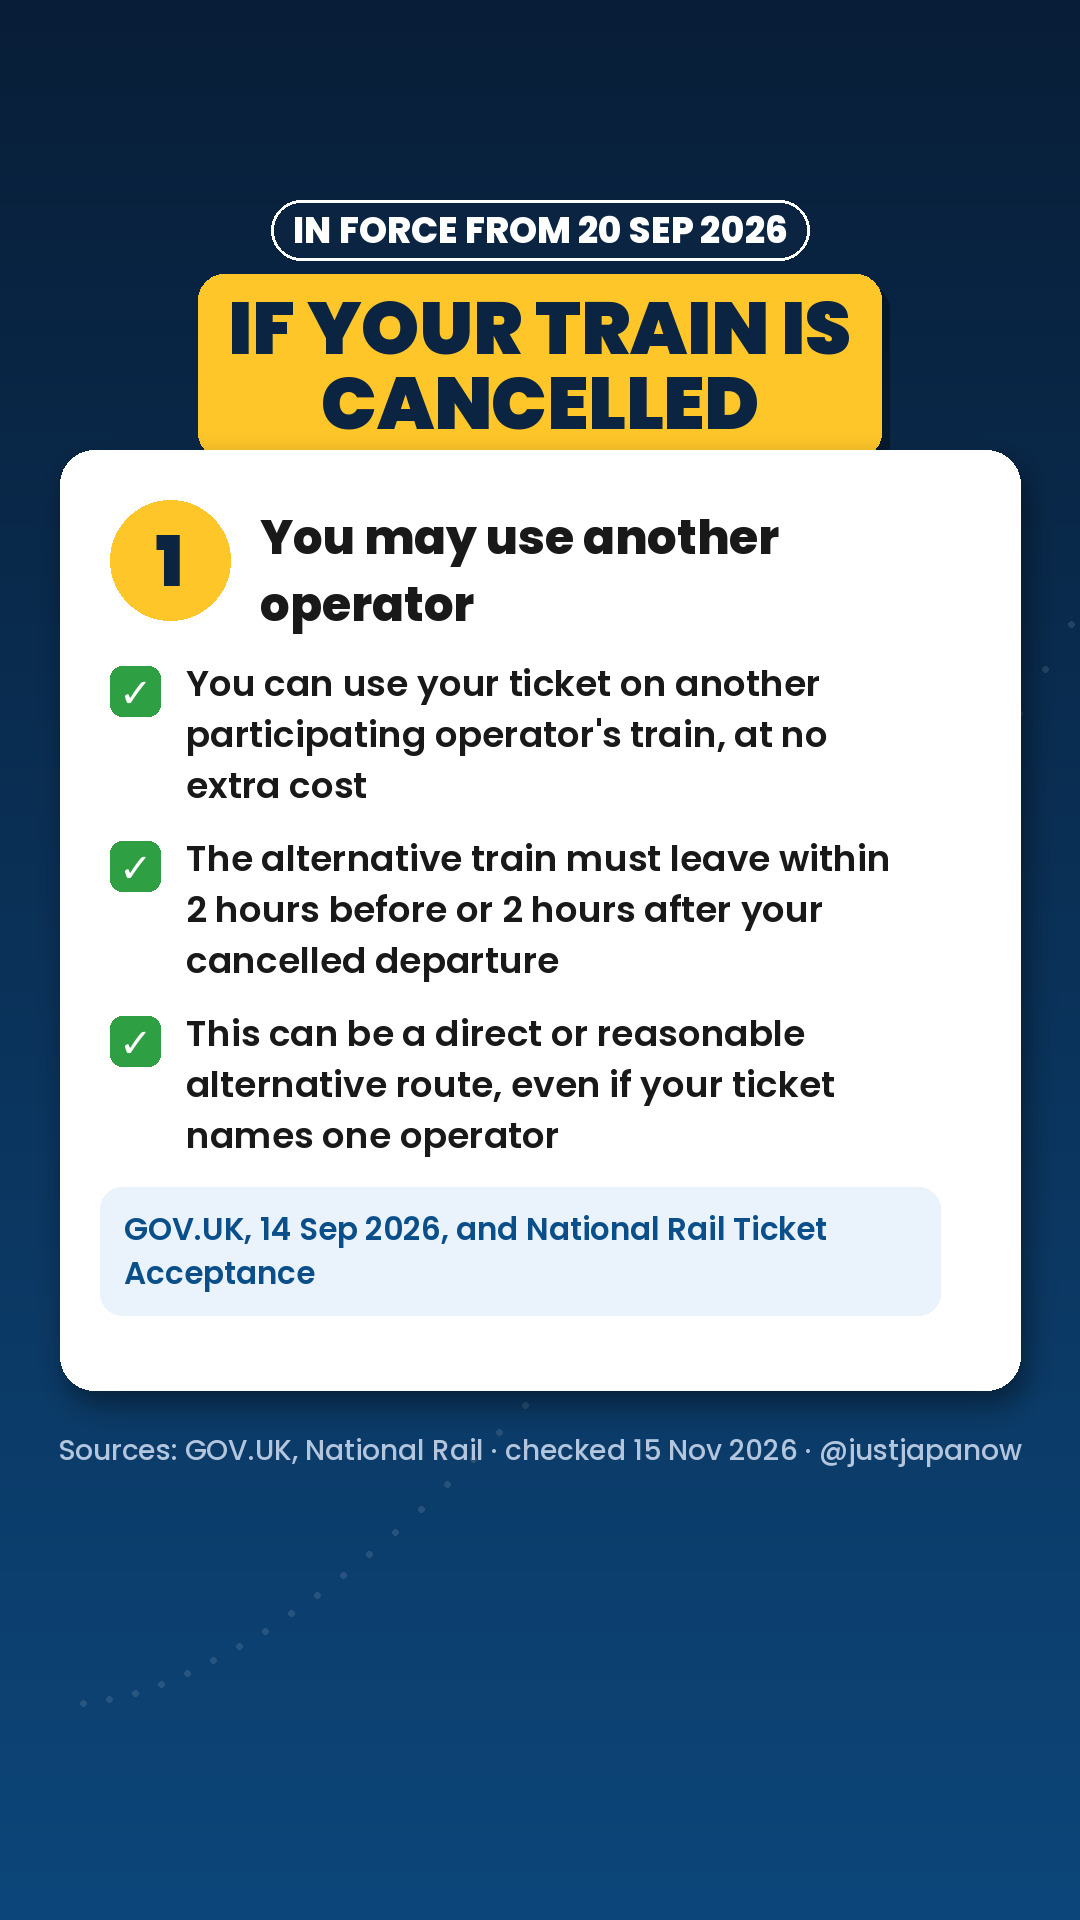 IN FORCE FROM 20 SEP 2026
IF YOUR TRAIN IS
CANCELLED
1
You may use another
operator
✓ You can use your ticket on another
participating operator's train, at no
extra cost
✓ The alternative train must leave within
2 hours before or 2 hours after your
cancelled departure
✓ This can be a direct or reasonable
alternative route, even if your ticket
names one operator
GOV.UK, 14 Sep 2026, and National Rail Ticket
Acceptance
Sources: GOV.UK, National Rail · checked 15 Nov 2026 · @justjapanow